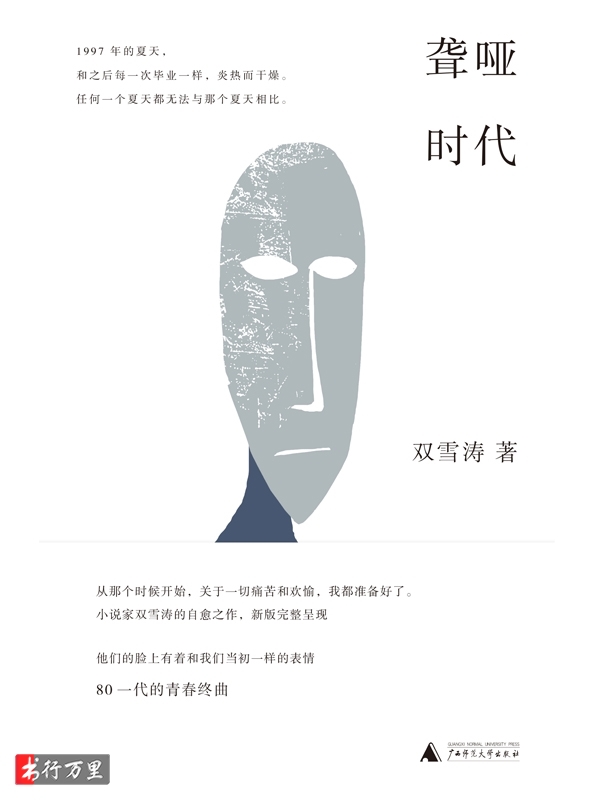 1997 年的夏天，
和之后每一次毕业一样，炎热而干燥。
任何一个夏天都无法与那个夏天相比。
聋哑
时代
双雪涛 著
从那个时候开始，关于一切痛苦和欢愉，我都准备好了。
小说家双雪涛的自愈之作，新版完整呈现
他们的脸上有着和我们当初一样的表情
80 一代的青春终曲
GUANGXI NORMAL UNIVERSITY PRESS
广西师范大学出版社
书行万里